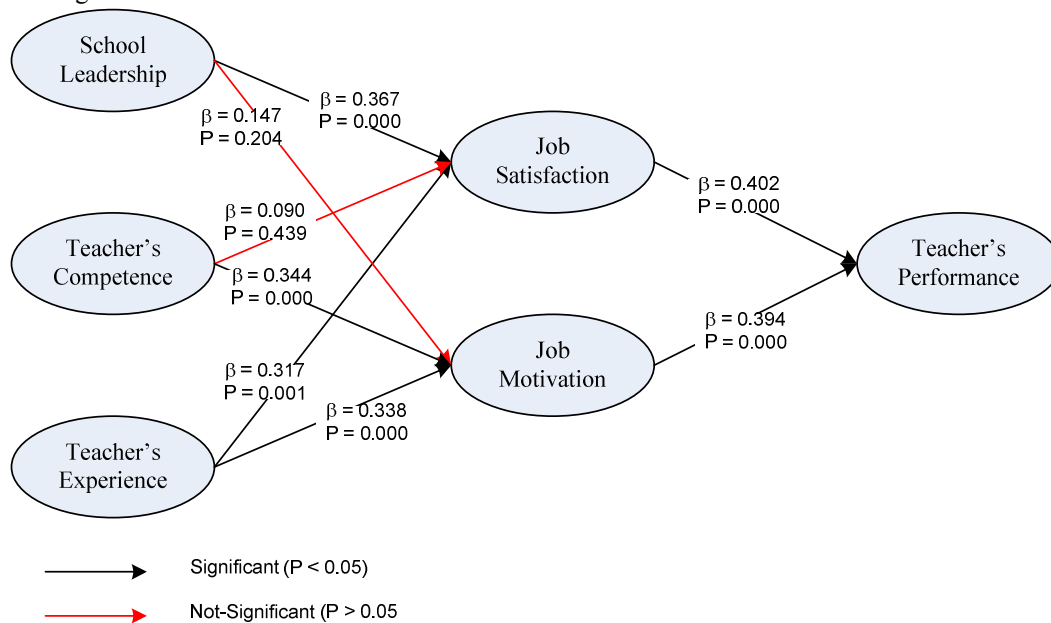 School
Leadership
β = 0.367
P = 0.000
β = 0.147
P = 0.204
Job
Satisfaction
β = 0.402
P = 0.000
β = 0.090
P = 0.439
Teacher's
Competence
Teacher's
Performance
β = 0.344
P = 0.000
β = 0.394
P = 0.000
Job
Motivation
β = 0.317
P = 0.001
β = 0.338
P = 0.000
Teacher's
Experience
Significant (P < 0.05)
Not-Significant (P > 0.05